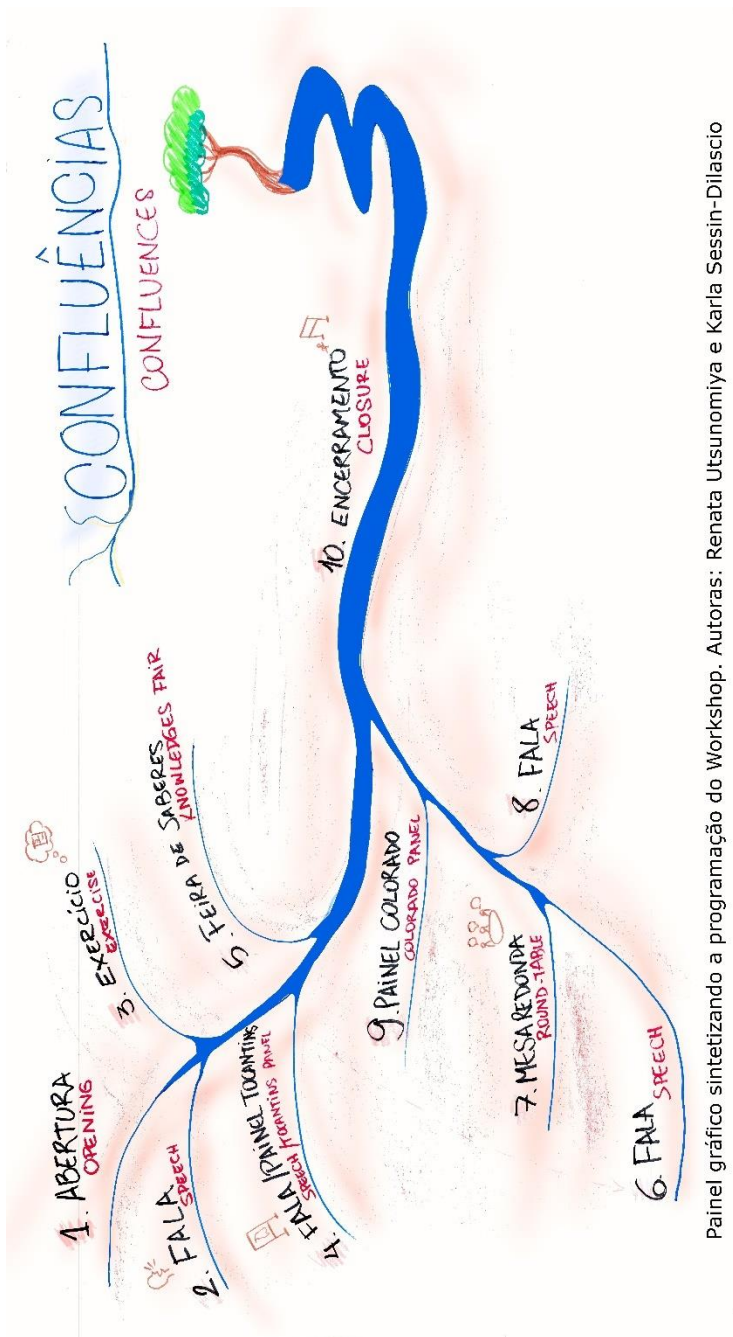 CONFLUÊNCIAS
CONFLUENCES
1. ABERTURA
OPENING
2. FALA
SPEECH
3. EXERCÍCIO
EXERCISE
4. FALA/PAINEL TOCANTINS
SPEECH/TOCANTINS PANEL
5. FEIRA DE SABERES
KNOWLEDGES FAIR
6. FALA
SPEECH
7. MESA REDONDA
ROUND-TABLE
8. FALA
SPEECH
9. PAINEL COLORADO
COLORADO PANEL
10. ENCERRAMENTO
CLOSURE
Painel gráfico sintetizando a programação do Workshop. Autoras: Renata Utsunomiya e Karla Sessin-Dilascio